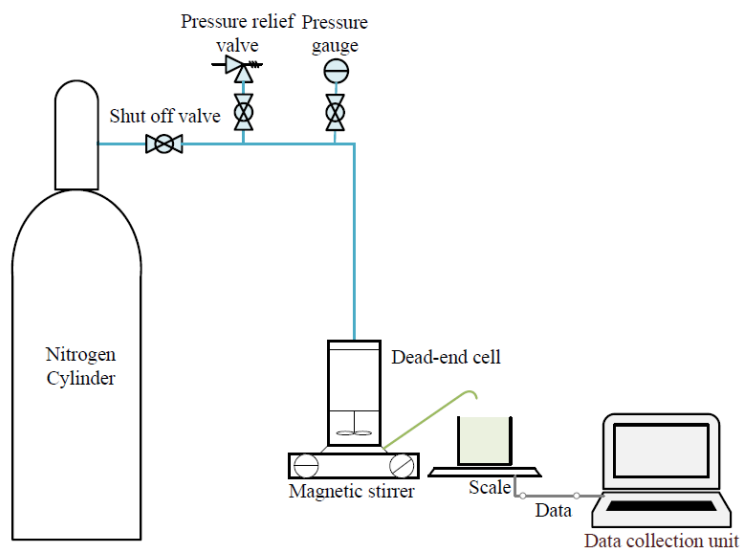 Pressure relief
valve
Pressure
gauge
Shut off valve
Nitrogen
Cylinder
Dead-end cell
Magnetic stirrer
Scale
Data
Data collection unit